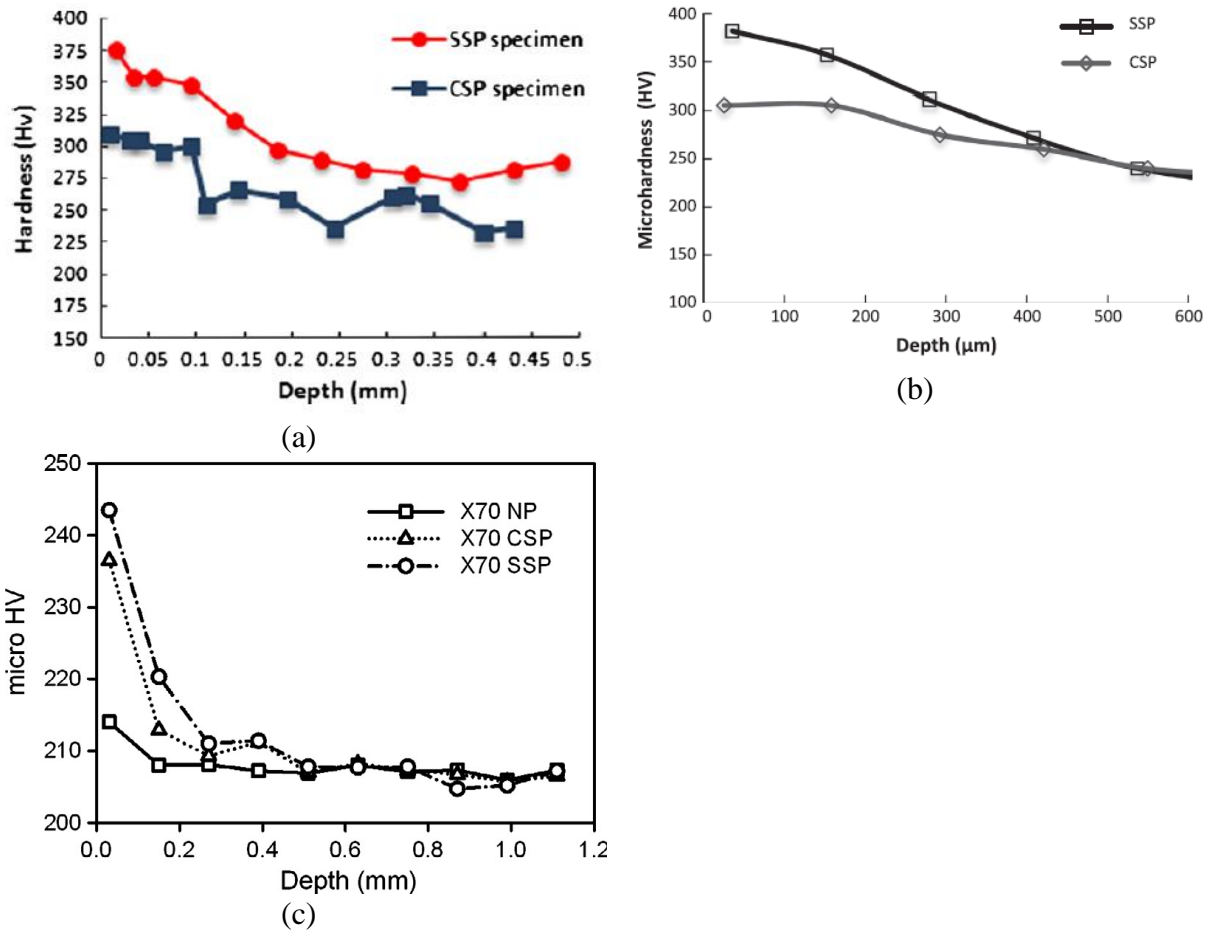 400
375
350
325
300
275
250
225
200
175
150
Hardness (Hv)
SSP specimen
CSP specimen
0 0.05 0.1 0.15 0.2 0.25 0.3 0.35 0.4 0.45 0.5
Depth (mm)
(a)
400
350
300
250
200
150
100
Microhardness (HV)
SSP
CSP
0 100 200 300 400 500 600
Depth (µm)
(b)
250
240
230
220
210
200
micro HV
X70 NP
X70 CSP
X70 SSP
0.0 0.2 0.4 0.6 0.8 1.0 1.2
Depth (mm)
(c)